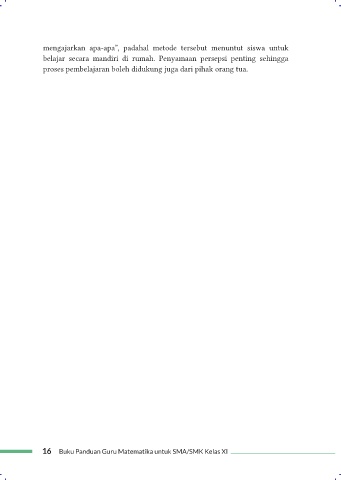 mengajarkan apa-apa”, padahal metode tersebut menuntut siswa untuk
belajar secara mandiri di rumah. Penyamaan persepsi penting sehingga
proses pembelajaran boleh didukung juga dari pihak orang tua.
16 Buku Panduan Guru Matematika untuk SMA/SMK Kelas XI